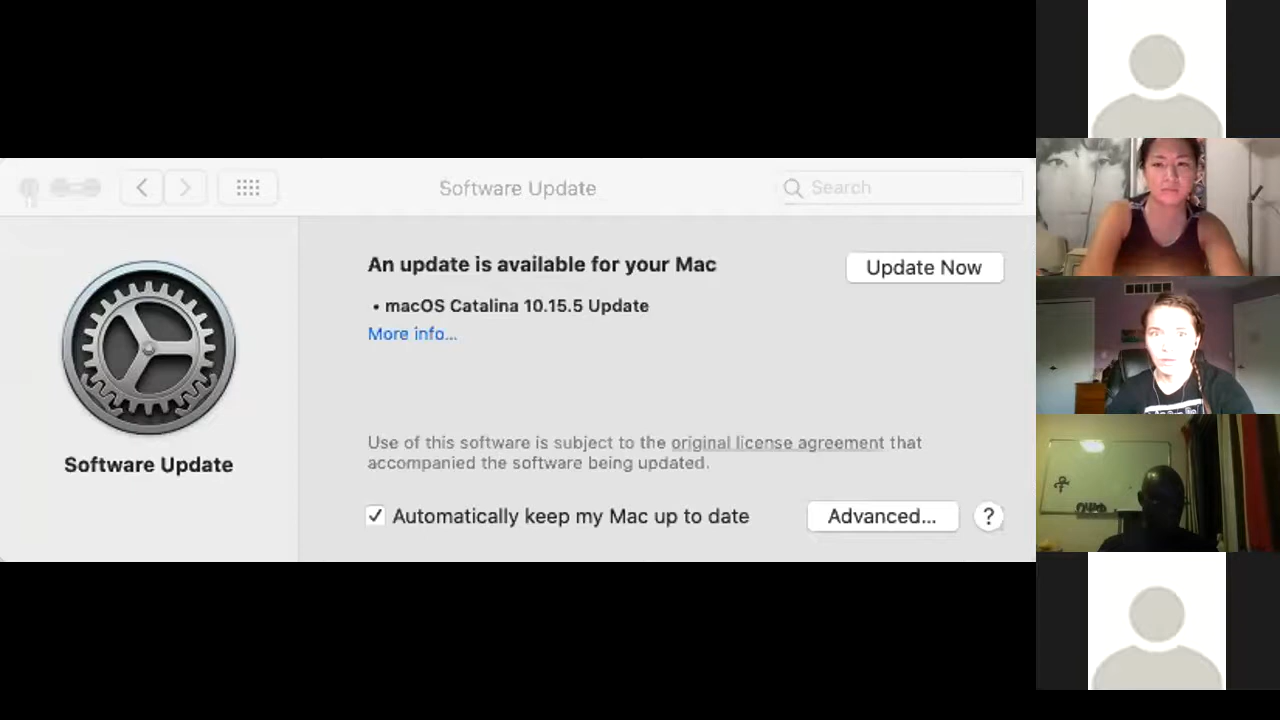 Software Update
Search
An update is available for your Mac
Update Now
• macOS Catalina 10.15.5 Update
More info...
Use of this software is subject to the original license agreement that
accompanied the software being updated.
Software Update
Automatically keep my Mac up to date
Advanced...
?